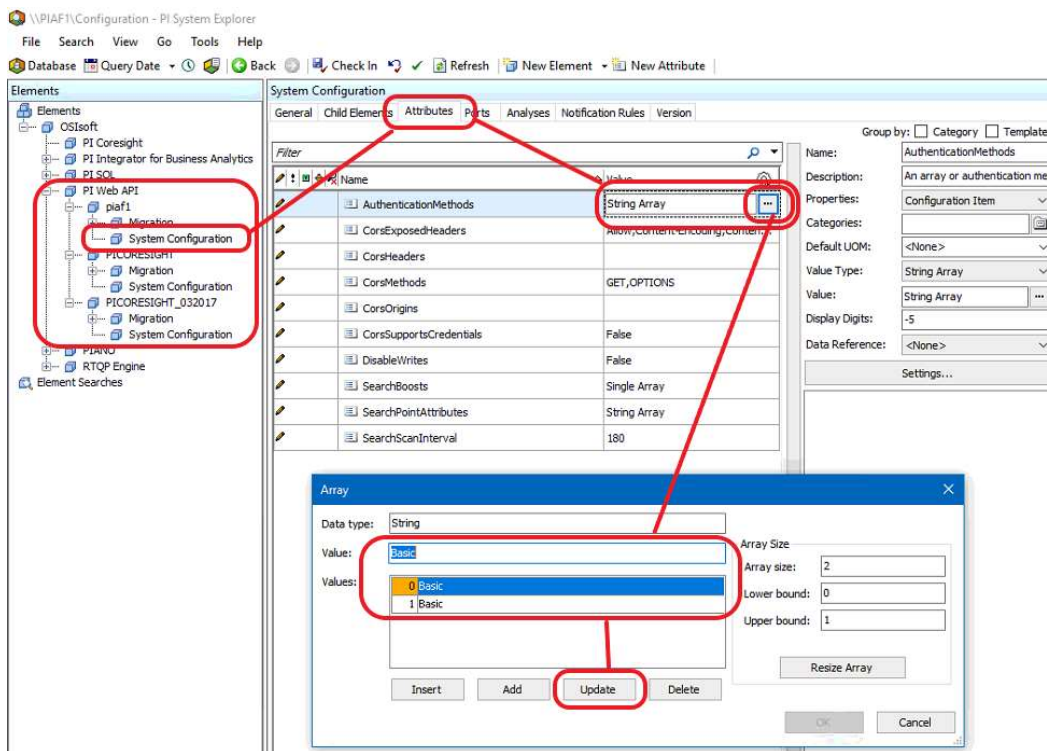 \\PIAF1\Configuration - PI System Explorer
File Search View Go Tools Help
Database Query Date Back Check In Refresh New Element New Attribute
Elements
Elements
OSIsoft
PI Coresight
PI Integrator for Business Analytics
PI SQL
PI Web API
piaf1
Migration
System Configuration
PICORESIGHT
Migration
System Configuration
PICORESIGHT_032017
Migration
System Configuration
PIANO
RTQP Engine
Element Searches
System Configuration
General Child Elements Attributes Ports Analyses Notification Rules Version
Group by: Category Template
Filter
Name Value
AuthenticationMethods String Array ...
CorsExposedHeaders Allow,Content-Encoding,Conten...
CorsHeaders
CorsMethods GET,OPTIONS
CorsOrigins
CorsSupportsCredentials False
DisableWrites False
SearchBoosts Single Array
SearchPointAttributes String Array
SearchScanInterval 180
Name: AuthenticationMethods
Description: An array or authentication me
Properties: Configuration Item
Categories:
Default UOM: <None>
Value Type: String Array
Value: String Array ...
Display Digits: -5
Data Reference: <None>
Settings...
Array
Data type: String
Value: Basic
Values:
0 Basic
1 Basic
Array Size
Array size: 2
Lower bound: 0
Upper bound: 1
Resize Array
Insert Add Update Delete
OK Cancel